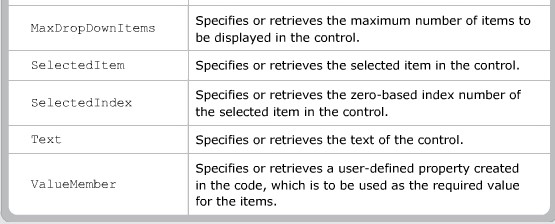 MaxDropDownItems
Specifies or retrieves the maximum number of items to
be displayed in the control.
SelectedItem
Specifies or retrieves the selected item in the control.
SelectedIndex
Specifies or retrieves the zero-based index number of
the selected item in the control.
Text
Specifies or retrieves the text of the control.
ValueMember
Specifies or retrieves a user-defined property created
in the code, which is to be used as the required value
for the items.